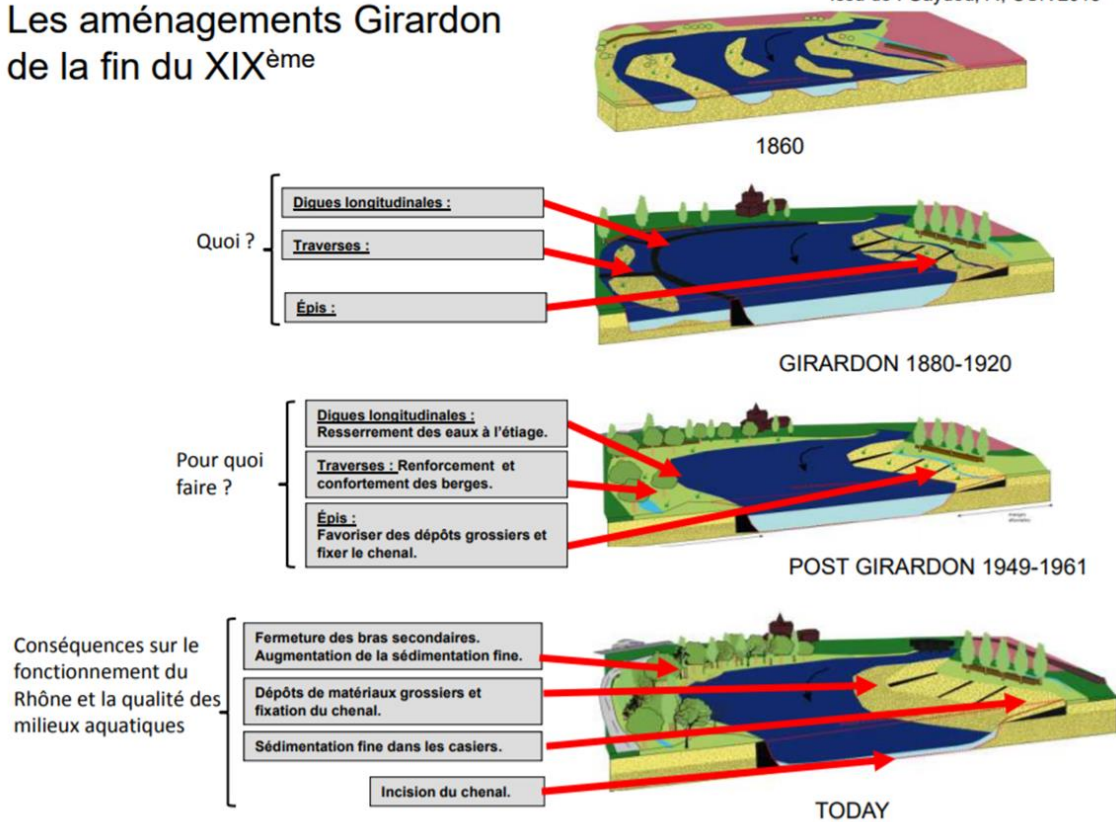 Les aménagements Girardon
de la fin du XIXème
1860
Quoi ?
Digues longitudinales :
Traverses :
Épis :
GIRARDON 1880-1920
Pour quoi
faire ?
Digues longitudinales :
Resserrement des eaux à l'étiage.
Traverses : Renforcement et
confortement des berges.
Épis :
Favoriser des dépôts grossiers et
fixer le chenal.
POST GIRARDON 1949-1961
Conséquences sur le
fonctionnement du
Rhône et la qualité des
milieux aquatiques
Fermeture des bras secondaires.
Augmentation de la sédimentation fine.
Dépôts de matériaux grossiers et
fixation du chenal.
Sédimentation fine dans les casiers.
Incision du chenal.
TODAY